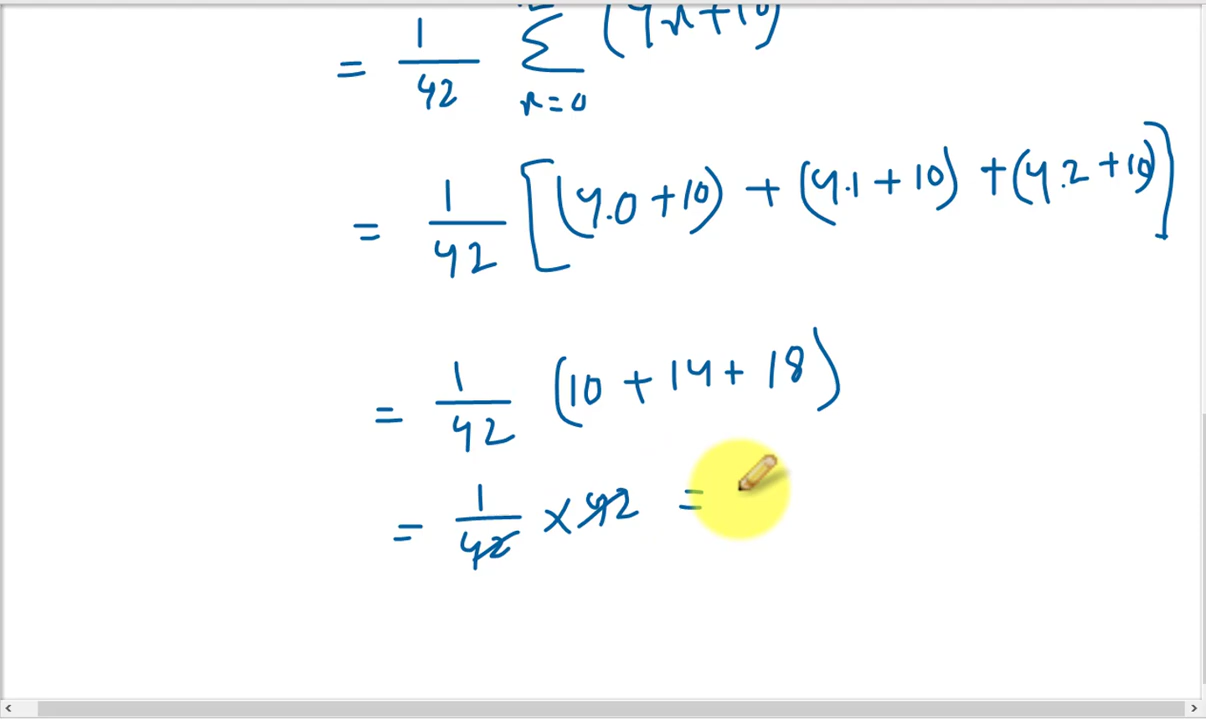 = 1/42 Σ (4x+10)
x=0
= 1/42 [(4.0+10) + (4.1+10) + (4.2+10)]
= 1/42 (10 + 14 + 18)
= 1/42 × 42 =